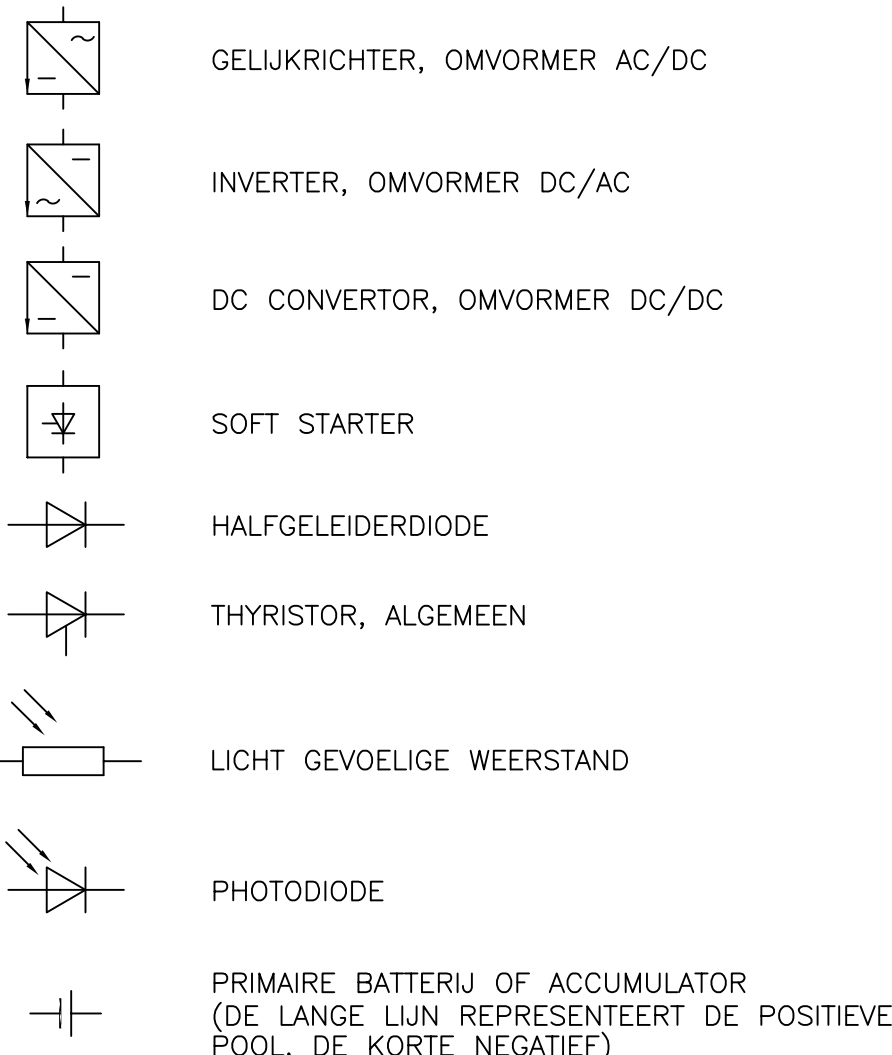 GELIJKRICHTER, OMVORMER AC/DC
INVERTER, OMVORMER DC/AC
DC CONVERTOR, OMVORMER DC/DC
SOFT STARTER
HALFGELEIDERDIODE
THYRISTOR, ALGEMEEN
LICHT GEVOELIGE WEERSTAND
PHOTODIODE
PRIMAIRE BATTERIJ OF ACCUMULATOR
(DE LANGE LIJN REPRESENTEERT DE POSITIEVE
POOL, DE KORTE NEGATIEF)